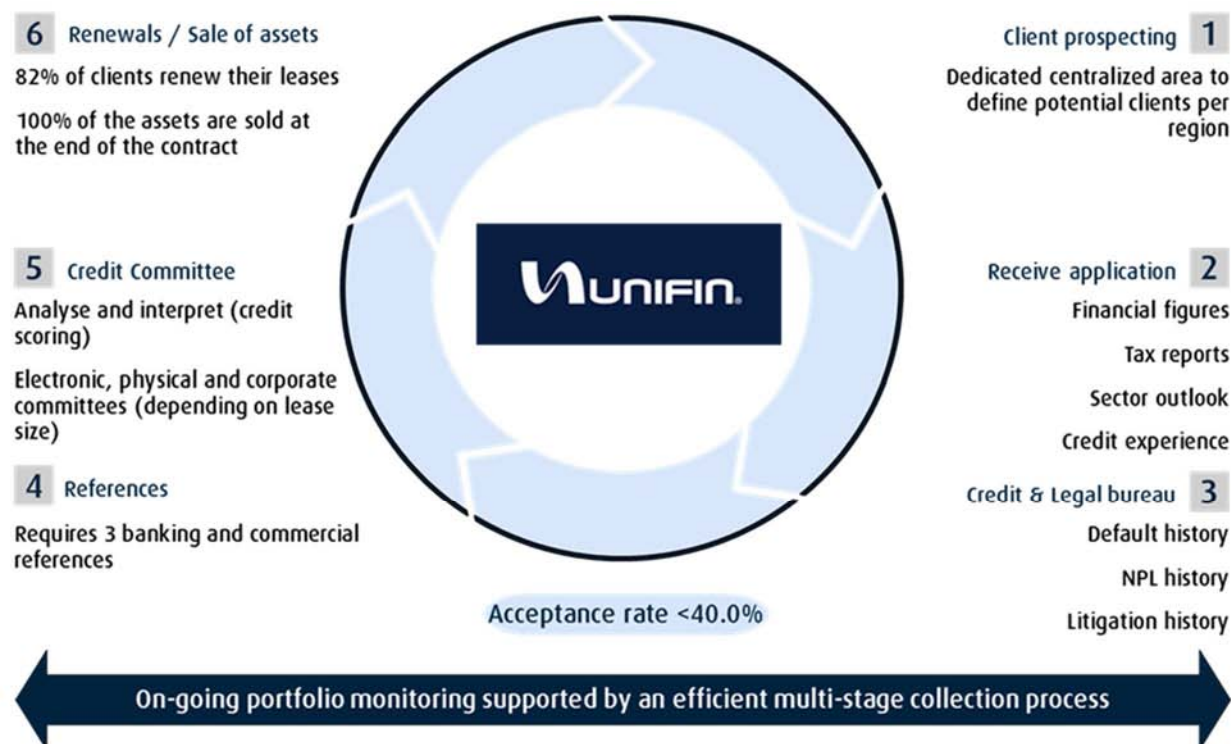 6 Renewals / Sale of assets
82% of clients renew their leases
100% of the assets are sold at
the end of the contract
5 Credit Committee
Analyse and interpret (credit
scoring)
Electronic, physical and corporate
committees (depending on lease
size)
4 References
Requires 3 banking and commercial
references
UNIFIN.
Acceptance rate <40.0%
Client prospecting 1
Dedicated centralized area to
define potential clients per
region
Receive application 2
Financial figures
Tax reports
Sector outlook
Credit experience
Credit & Legal bureau 3
Default history
NPL history
Litigation history
On-going portfolio monitoring supported by an efficient multi-stage collection process